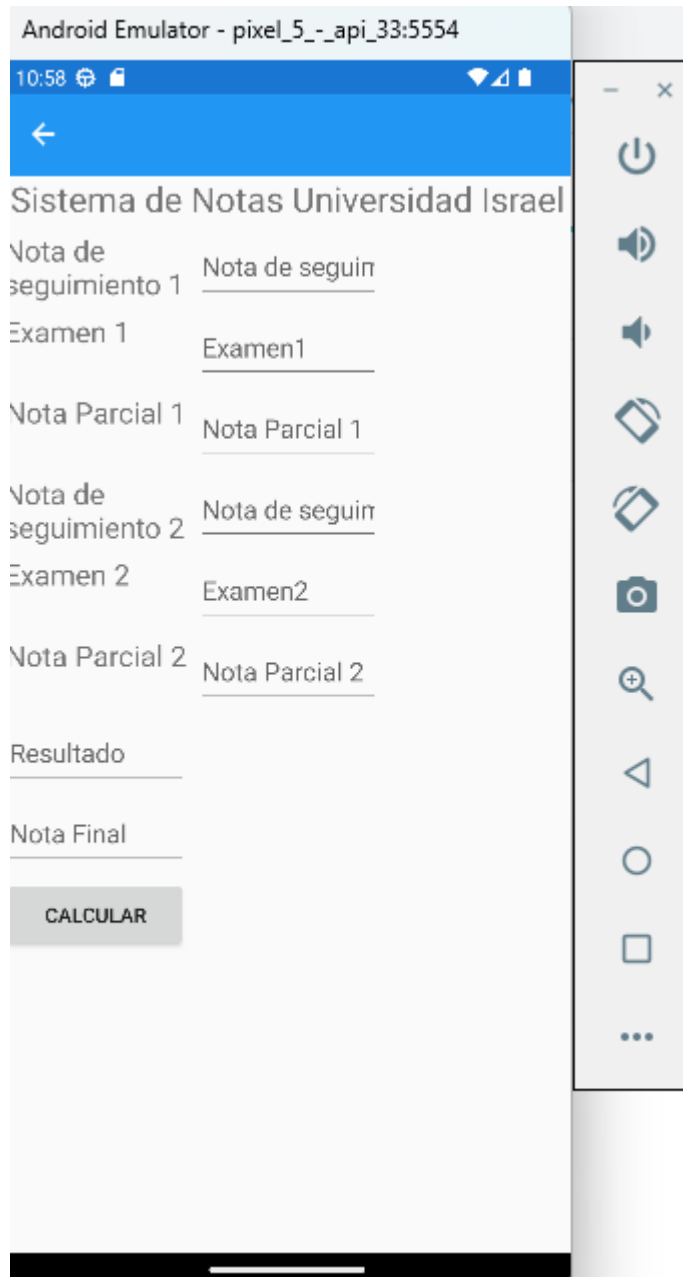 Android Emulator - pixel_5_-_api_33:5554
10:58
Sistema de Notas Universidad Israel
Nota de
seguimiento 1
Nota de seguim
Examen 1
Examen1
Nota Parcial 1
Nota Parcial 1
Nota de
seguimiento 2
Nota de seguim
Examen 2
Examen2
Nota Parcial 2
Nota Parcial 2
Resultado
Nota Final
CALCULAR